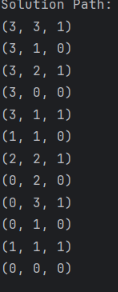 Solution Path:
(3, 3, 1)
(3, 1, 0)
(3, 2, 1)
(3, 0, 0)
(3, 1, 1)
(1, 1, 0)
(2, 2, 1)
(0, 2, 0)
(0, 3, 1)
(0, 1, 0)
(1, 1, 1)
(0, 0, 0)